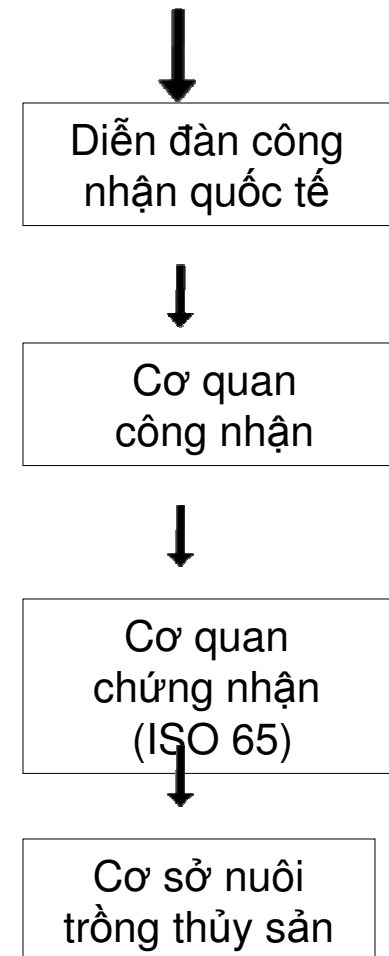 Diễn đàn công
nhận quốc tế
Cơ quan
công nhận
Cơ quan
chứng nhận
(ISO 65)
Cơ sở nuôi
trồng thủy sản